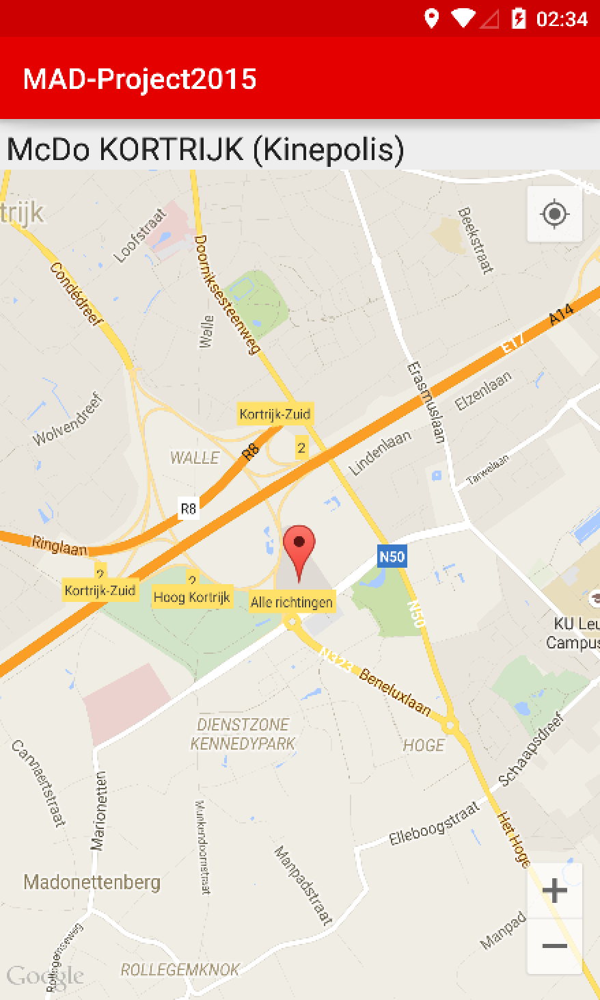 02:34
MAD-Project2015
McDo KORTRIJK (Kinepolis)
trijk
Loofstraat
Beekstraat
Doorniksesteenweg
Condédreef
Walle
A14
E17
Erasmuslaan
Elzenlaan
Wolvendreef
Kortrijk-Zuid
2
R8
WALLE
Lindenlaan
Tarwelaan
R8
Ringlaan
N50
2
Kortrijk-Zuid
2
Hoog Kortrijk
Alle richtingen
N50
KU Leu
Campus
N323
Beneluxlaan
DIENSTZONE
KENNEDYPARK
HOGE
Schaapsdreef
Cannaertstraat
Marionetten
Munkendoornstraat
Elleboogstraat
Het Hoge
Manpadstraat
Madonettenberg
Manpad
Rollegemseweg
ROLLEGEMKNOK
Google